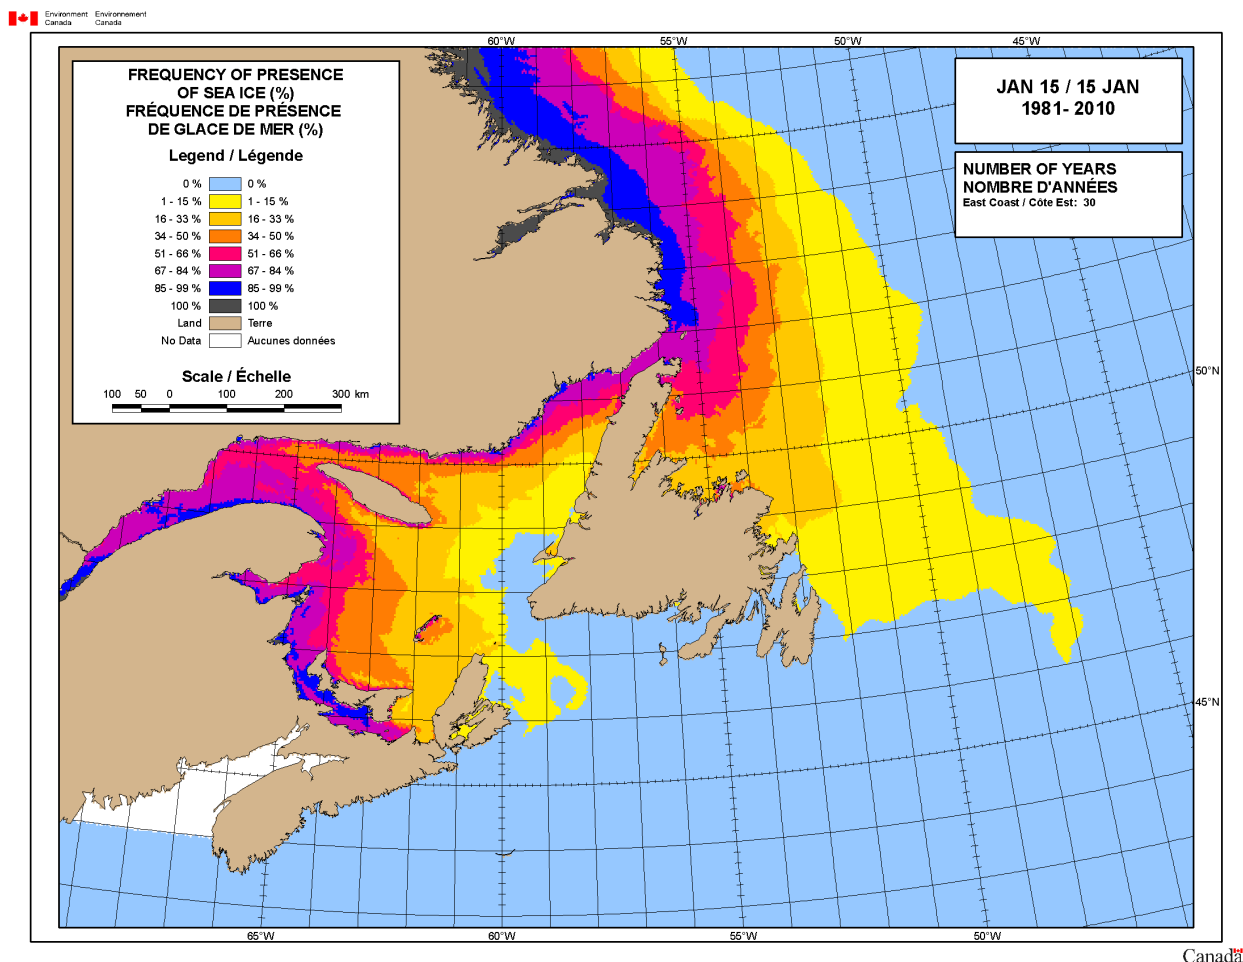 Environment Environnement
Canada Canada
60°W 55°W 50°W 45°W
FREQUENCY OF PRESENCE
OF SEA ICE (%)
FRÉQUENCE DE PRÉSENCE
DE GLACE DE MER (%)
Legend / Légende
0 % 0 %
1 - 15 % 1 - 15 %
16 - 33 % 16 - 33 %
34 - 50 % 34 - 50 %
51 - 66 % 51 - 66 %
67 - 84 % 67 - 84 %
85 - 99 % 85 - 99 %
100 % 100 %
Land Terre
No Data Aucunes données
Scale / Échelle
100 50 0 100 200 300 km
JAN 15 / 15 JAN
1981- 2010
NUMBER OF YEARS
NOMBRE D'ANNÉES
East Coast / Côte Est: 30
50°N
45°N
65°W 60°W 55°W 50°W
Canada